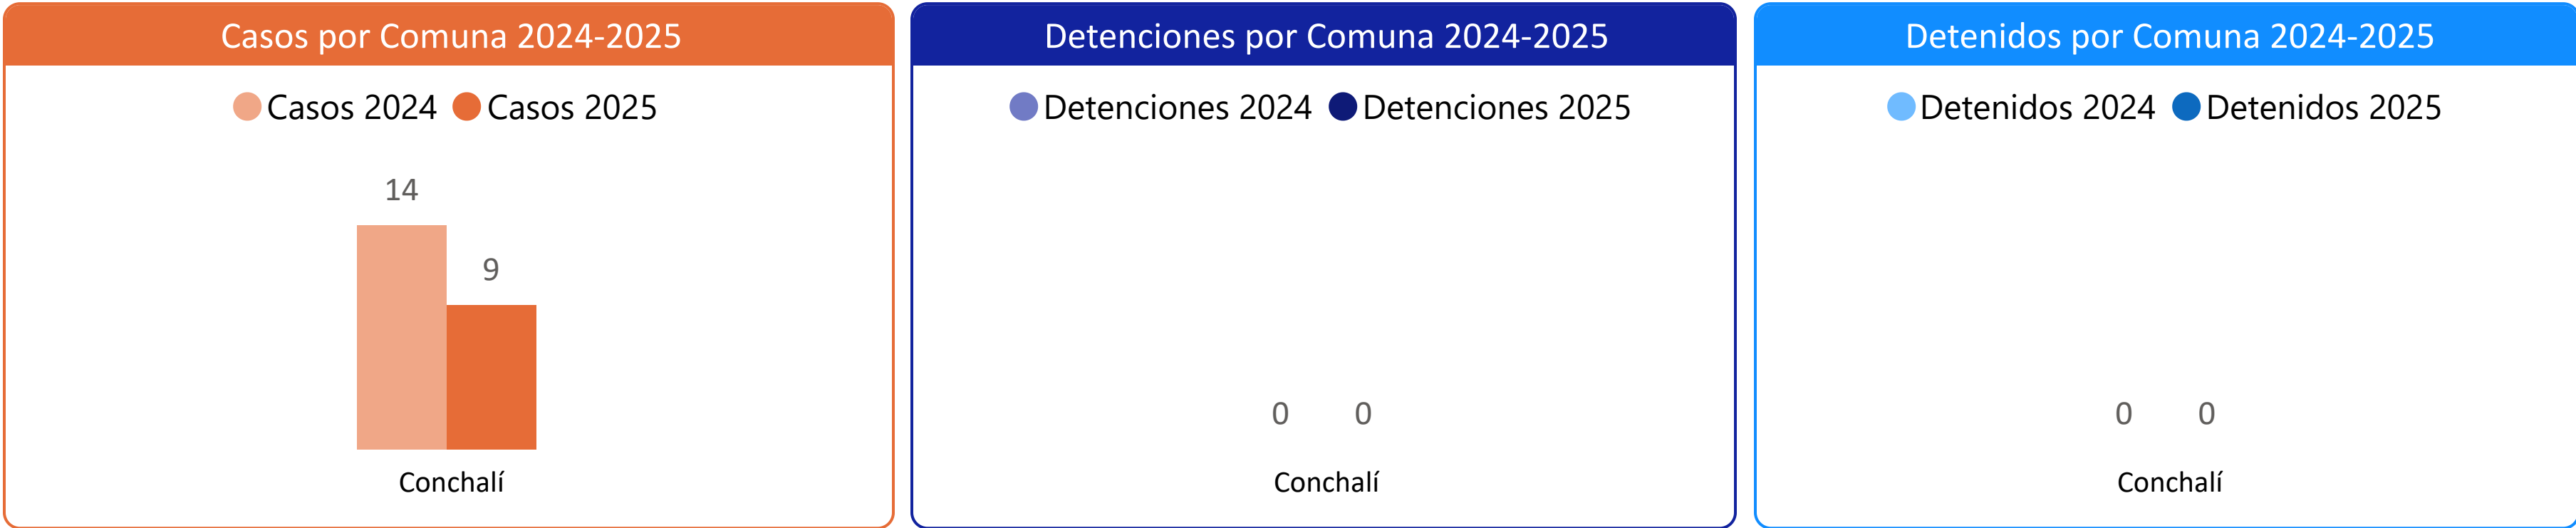 Casos por Comuna 2024-2025
Casos 2024 Casos 2025
14
9
Conchalí
Detenciones por Comuna 2024-2025
Detenciones 2024 Detenciones 2025
0 0
Conchalí
Detenidos por Comuna 2024-2025
Detenidos 2024 Detenidos 2025
0 0
Conchalí